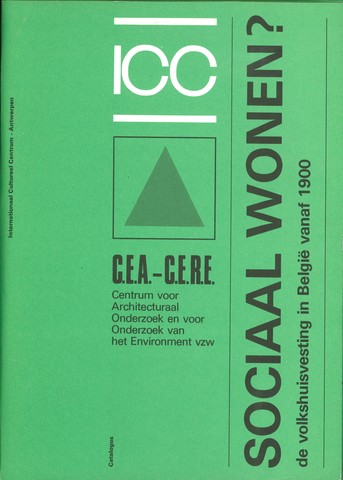 ICC
Internationaal Cultureel Centrum - Antwerpen
C.E.A.-C.E.R.E.
Centrum voor
Architecturaal
Onderzoek en voor
Onderzoek van
het Environment vzw
SOCIAAL WONEN?
de volkshuisvesting in België vanaf 1900
Catalogus